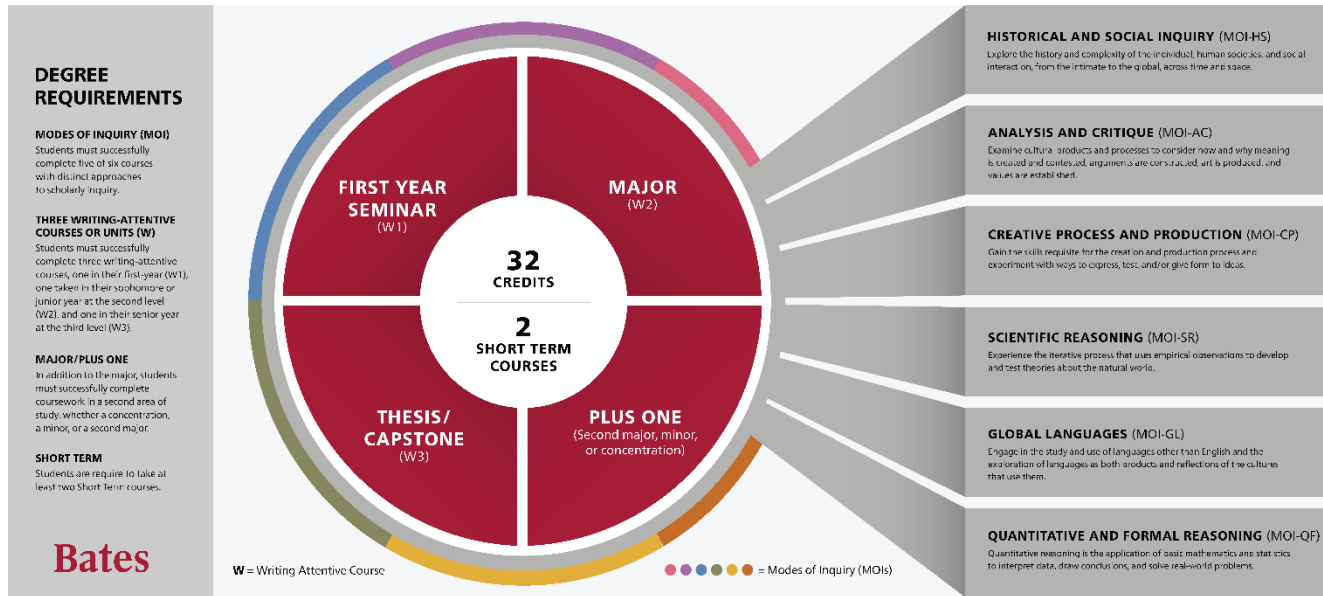 DEGREE
REQUIREMENTS
MODES OF INQUIRY (MOI)
Students must successfully
complete five of six courses
with distinct approaches
to scholarly inquiry.
THREE WRITING-ATTENTIVE
COURSES OR UNITS (W)
Students must successfully
complete three writing-attentive
courses, one in their first-year (W1),
one taken in their sophomore or
junior year at the second level
(W2), and one in their senior year
at the third level (W3).
MAJOR/PLUS ONE
In addition to the major, students
must successfully complete
coursework in a second area of
study, whether a concentration,
a minor, or a second major.
SHORT TERM
Students are require to take at
least two Short Term courses.
Bates
FIRST YEAR
SEMINAR
(W1)
MAJOR
(W2)
32
CREDITS
2
SHORT TERM
COURSES
THESIS/
CAPSTONE
(W3)
PLUS ONE
(Second major, minor,
or concentration)
W = Writing Attentive Course
= Modes of Inquiry (MOIs)
HISTORICAL AND SOCIAL INQUIRY (MOI-HS)
Explore the history and complexity of the individual, human societies, and social
interaction, from the intimate to the global, across time and space.
ANALYSIS AND CRITIQUE (MOI-AC)
Examine cultural products and processes to consider how and why meaning
is created and contested, arguments are constructed, art is produced, and
values are established.
CREATIVE PROCESS AND PRODUCTION (MOI-CP)
Gain the skills requisite for the creation and production process and
experiment with ways to express, test, and/or give form to ideas.
SCIENTIFIC REASONING (MOI-SR)
Experience the iterative process that uses empirical observations to develop
and test theories about the natural world.
GLOBAL LANGUAGES (MOI-GL)
Engage in the study and use of languages other than English and the
exploration of languages as both products and reflections of the cultures
that use them.
QUANTITATIVE AND FORMAL REASONING (MOI-QF)
Quantitative reasoning is the application of basic mathematics and statistics
to interpret data, draw conclusions, and solve real-world problems.